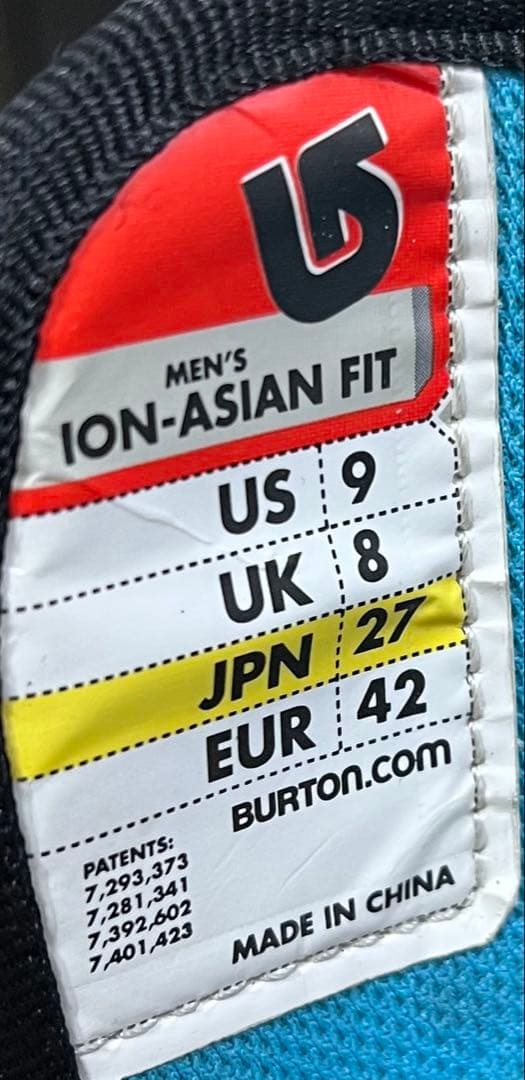 MEN'S
ION-ASIAN FIT
US 9
UK 8
JPN 27
EUR 42
BURTON.COM
PATENTS:
7,293,373
7,281,341
7,392,602
7,401,423
MADE IN CHINA